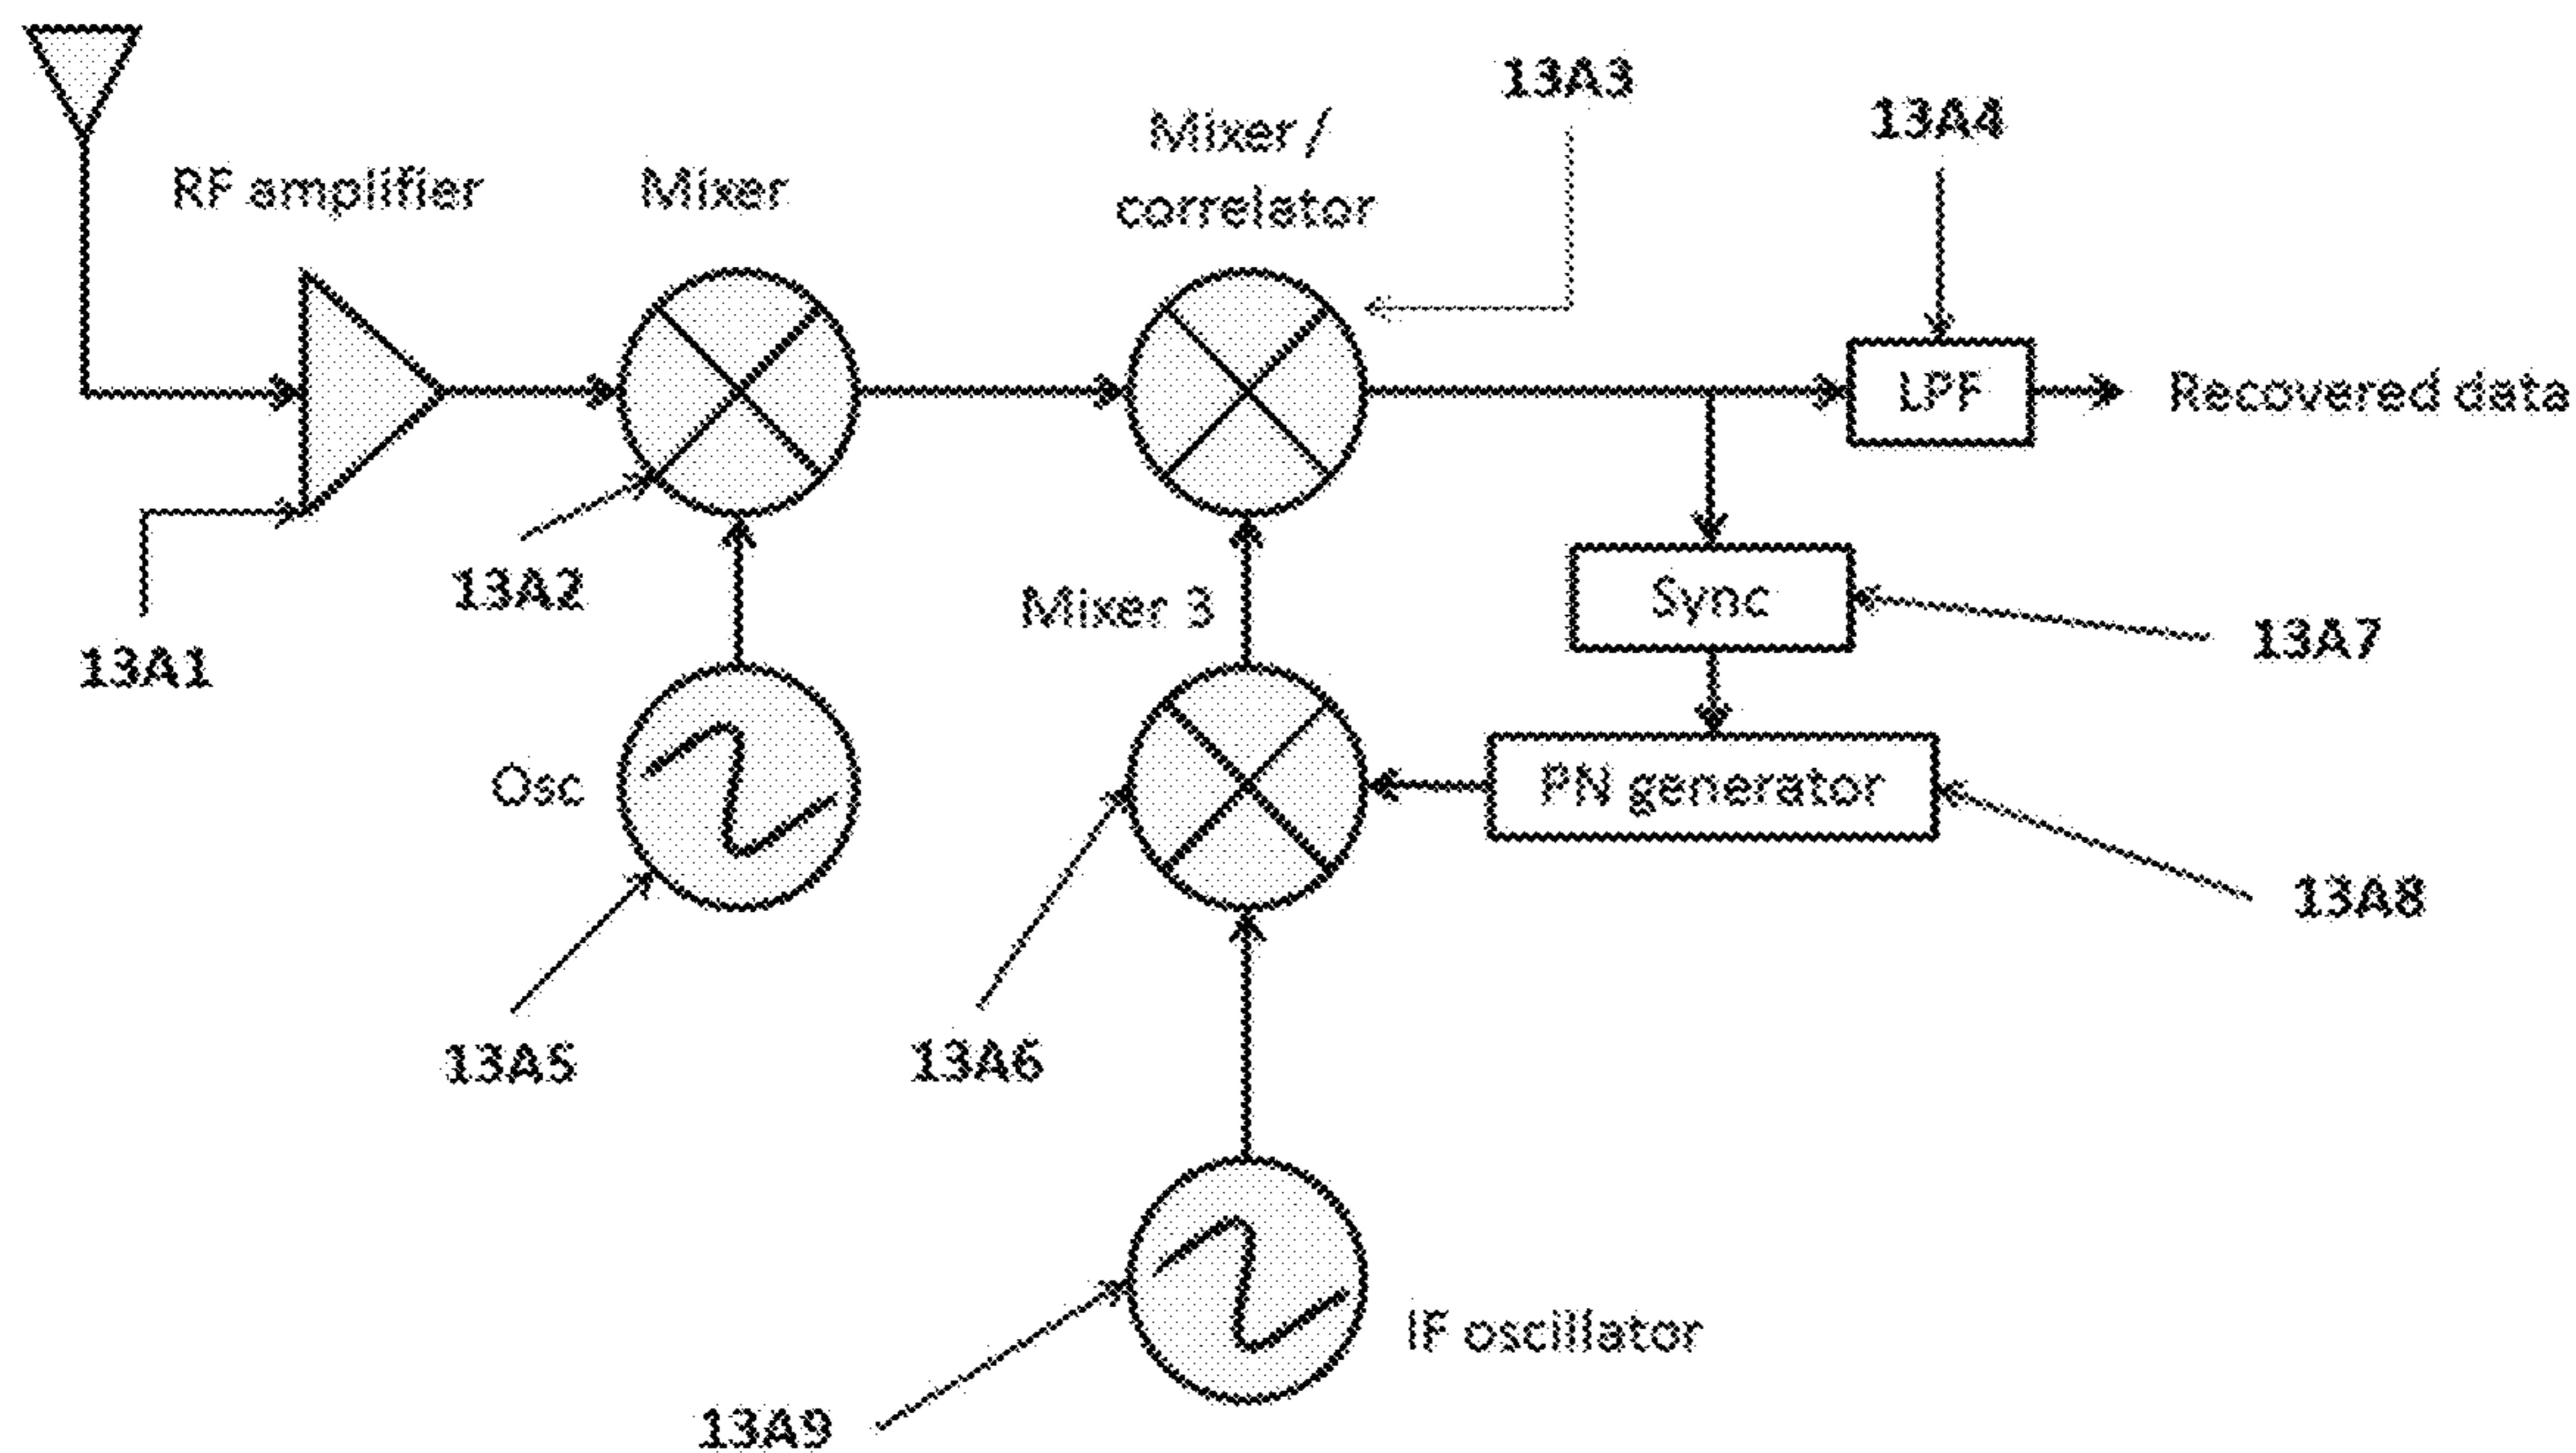 13A3
Mixer /
correlator
13A4
RF amplifier
Mixer
LPF
Recovered data
13A2
Mixer 3
Sync
13A7
13A1
Osc
PN generator
13A8
13A5
13A6
IF oscillator
13A9